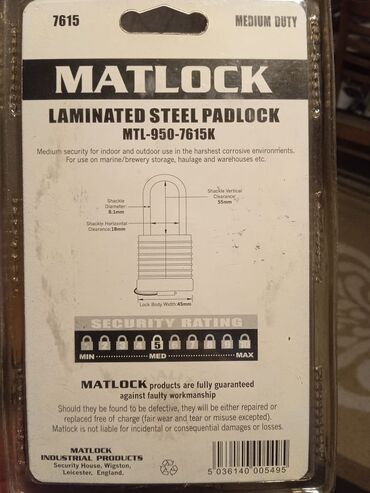 7615 MEDIUM DUTY
MATLOCK
LAMINATED STEEL PADLOCK
MTL-950-7615K
Medium security for indoor and outdoor use in the harshest corrosive environments.
For use on marine/brewery storage, haulage and warehouses etc.
Shackle
Diameter:
8.1mm
Shackle Vertical
Clearance:
55mm
Shackle Horizontal
Clearance: 18mm
Lock Body Width: 45mm
SECURITY RATING
5
MIN MED MAX
MATLOCK products are fully guaranteed
against faulty workmanship
Should they be found to be defective, they will be either repaired or
replaced free of charge (fair wear and tear or misuse excepted).
Matlock is not liable for incidental or consequential damages or losses.
MATLOCK
INDUSTRIAL PRODUCTS
Security House, Wigston,
Leicester, England.
5 036140 005495